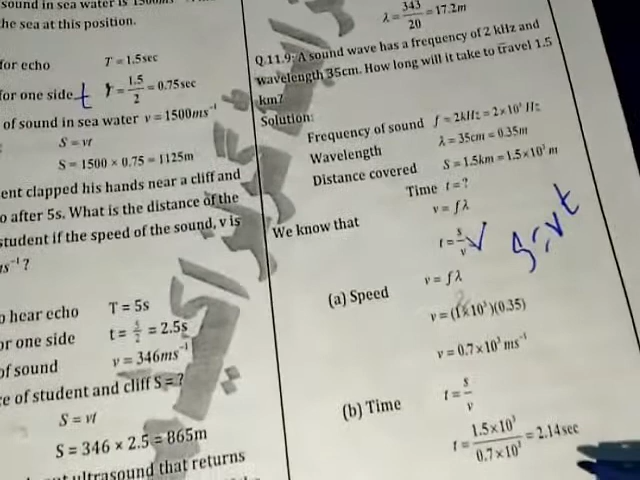 sound in sea water is 1500ms⁻¹
the sea at this position.
for echo T = 1.5sec
for one side t = 1.5/2 = 0.75sec
of sound in sea water v = 1500ms⁻¹
S = vt
S = 1500 × 0.75 = 1125m
ent clapped his hands near a cliff and
o after 5s. What is the distance of the
student if the speed of the sound, v is
ms⁻¹ ?
o hear echo T = 5s
or one side t = 5/2 = 2.5s
of sound v = 346ms⁻¹
ce of student and cliff S = ?
S = vt
S = 346 × 2.5 = 865m
ultrasound that returns
λ = 343/20 = 17.2m
Q.11.9: A sound wave has a frequency of 2 kHz and
wavelength 35cm. How long will it take to travel 1.5
km?
Solution:
Frequency of sound f = 2kHz = 2×10³ Hz
Wavelength λ = 35cm = 0.35m
Distance covered S = 1.5km = 1.5×10³ m
Time t = ?
We know that v = fλ
t = s/v
S = vt
(a) Speed v = fλ
v = (2×10³)(0.35)
v = 0.7×10³ ms⁻¹
(b) Time t = s/v
t = 1.5×10³/0.7×10³ = 2.14sec